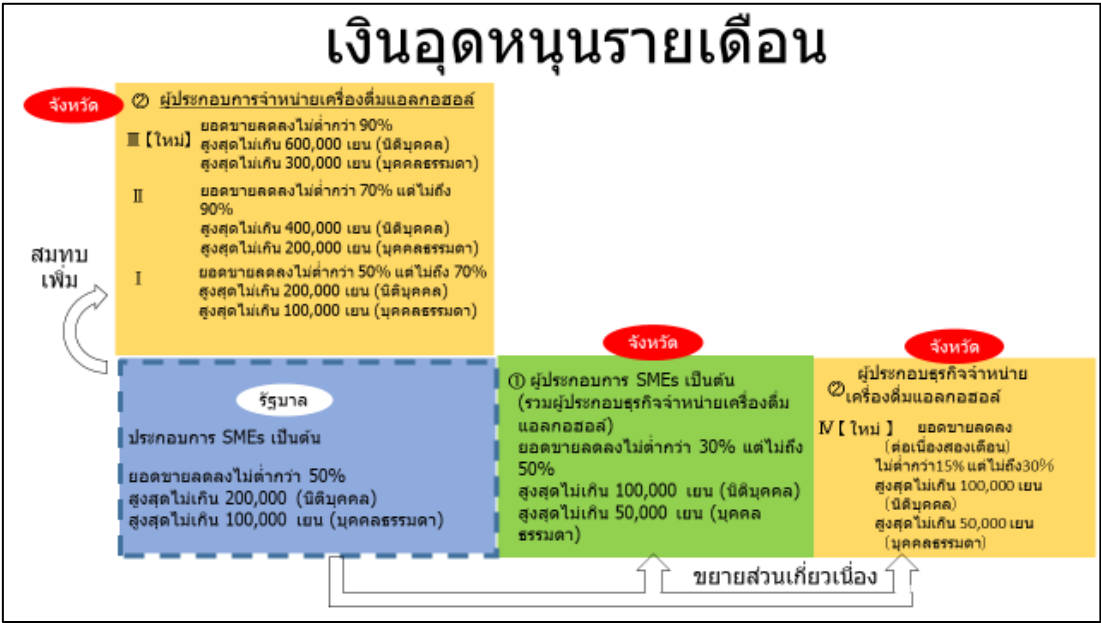 เงินอุดหนุนรายเดือน
จังหวัด
② ผู้ประกอบการจำหน่ายเครื่องดื่มแอลกอฮอล์
Ⅲ【ใหม่】 ยอดขายลดลงไม่ต่ำกว่า 90%
สูงสุดไม่เกิน 600,000 เยน (นิติบุคคล)
สูงสุดไม่เกิน 300,000 เยน (บุคคลธรรมดา)
Ⅱ ยอดขายลดลงไม่ต่ำกว่า 70% แต่ไม่ถึง
90%
สูงสุดไม่เกิน 400,000 เยน (นิติบุคคล)
สูงสุดไม่เกิน 200,000 เยน (บุคคลธรรมดา)
Ⅰ ยอดขายลดลงไม่ต่ำกว่า 50% แต่ไม่ถึง 70%
สูงสุดไม่เกิน 200,000 เยน (นิติบุคคล)
สูงสุดไม่เกิน 100,000 เยน (บุคคลธรรมดา)
สมทบ
เพิ่ม
รัฐบาล
ประกอบการ SMEs เป็นต้น
ยอดขายลดลงไม่ต่ำกว่า 50%
สูงสุดไม่เกิน 200,000 (นิติบุคคล)
สูงสุดไม่เกิน 100,000 เยน (บุคคลธรรมดา)
จังหวัด
① ผู้ประกอบการ SMEs เป็นต้น
(รวมผู้ประกอบธุรกิจจำหน่ายเครื่องดื่ม
แอลกอฮอล์)
ยอดขายลดลงไม่ต่ำกว่า 30% แต่ไม่ถึง
50%
สูงสุดไม่เกิน 100,000 เยน (นิติบุคคล)
สูงสุดไม่เกิน 50,000 เยน (บุคคล
ธรรมดา)
จังหวัด
ผู้ประกอบธุรกิจจำหน่าย
②เครื่องดื่มแอลกอฮอล์
Ⅳ【 ใหม่ 】 ยอดขายลดลง
(ต่อเนื่องสองเดือน)
ไม่ต่ำกว่า15% แต่ไม่ถึง30%
สูงสุดไม่เกิน 100,000 เยน
(นิติบุคคล)
สูงสุดไม่เกิน 50,000 เยน
(บุคคลธรรมดา)
ขยายส่วนเกี่ยวเนื่อง